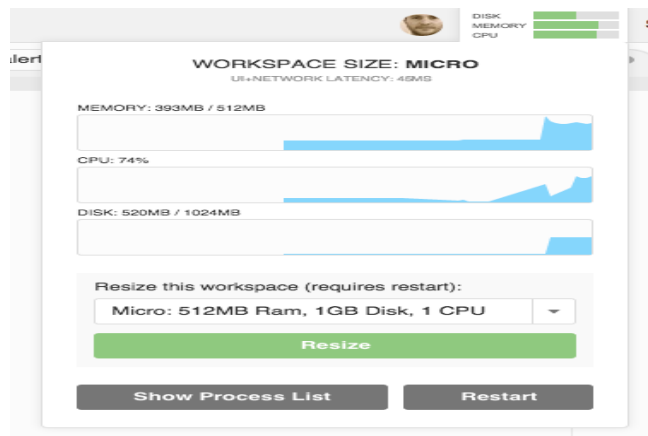 DISK
MEMORY
CPU
alert
WORKSPACE SIZE: MICRO
UI+NETWORK LATENCY: 45MS
MEMORY: 393MB / 512MB
CPU: 74%
DISK: 520MB / 1024MB
Resize this workspace (requires restart):
Micro: 512MB Ram, 1GB Disk, 1 CPU
Resize
Show Process List
Restart